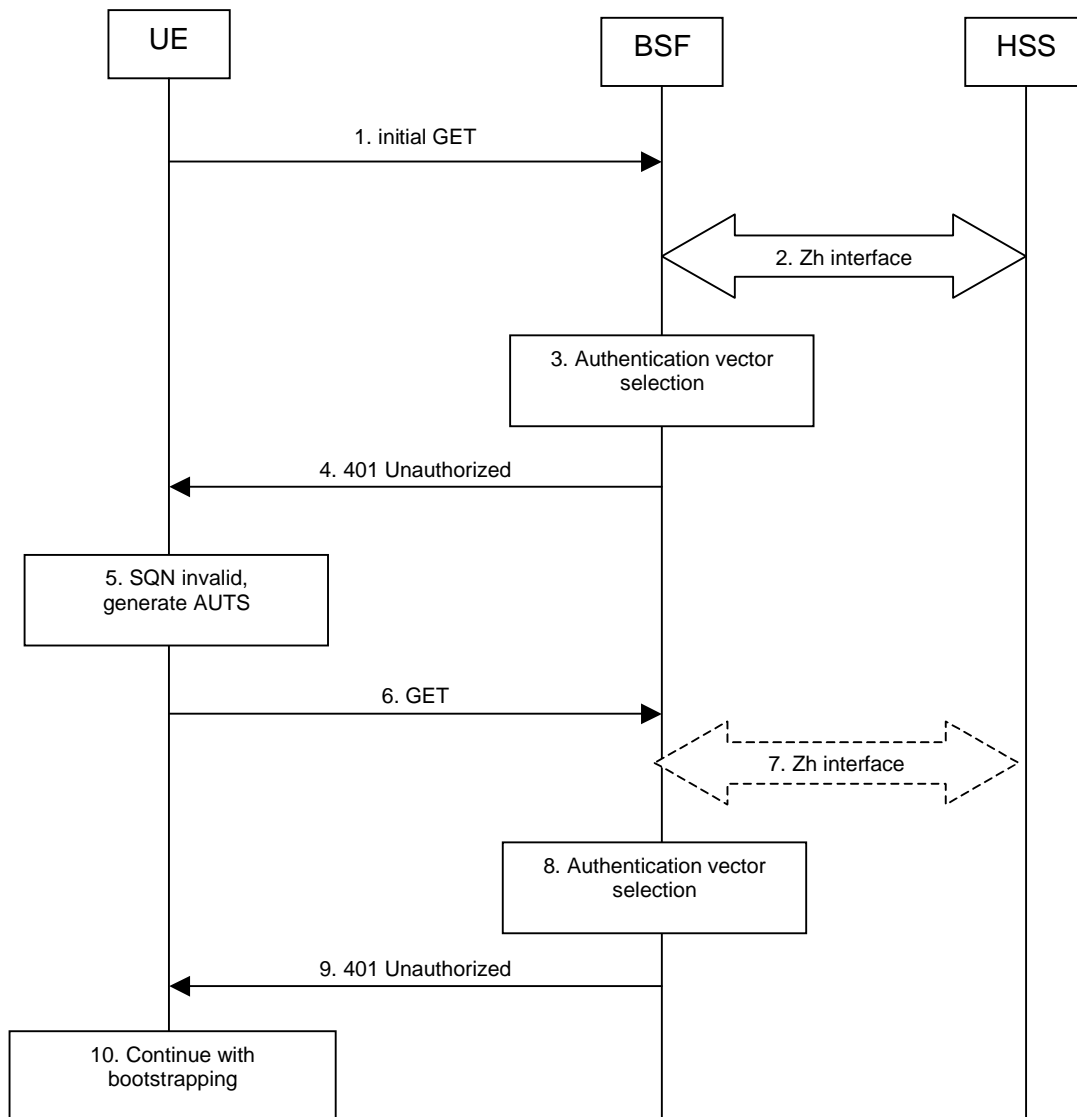 UE
BSF
HSS
1. initial GET
2. Zh interface
3. Authentication vector
selection
4. 401 Unauthorized
5. SQN invalid,
generate AUTS
6. GET
7. Zh interface
8. Authentication vector
selection
9. 401 Unauthorized
10. Continue with
bootstrapping